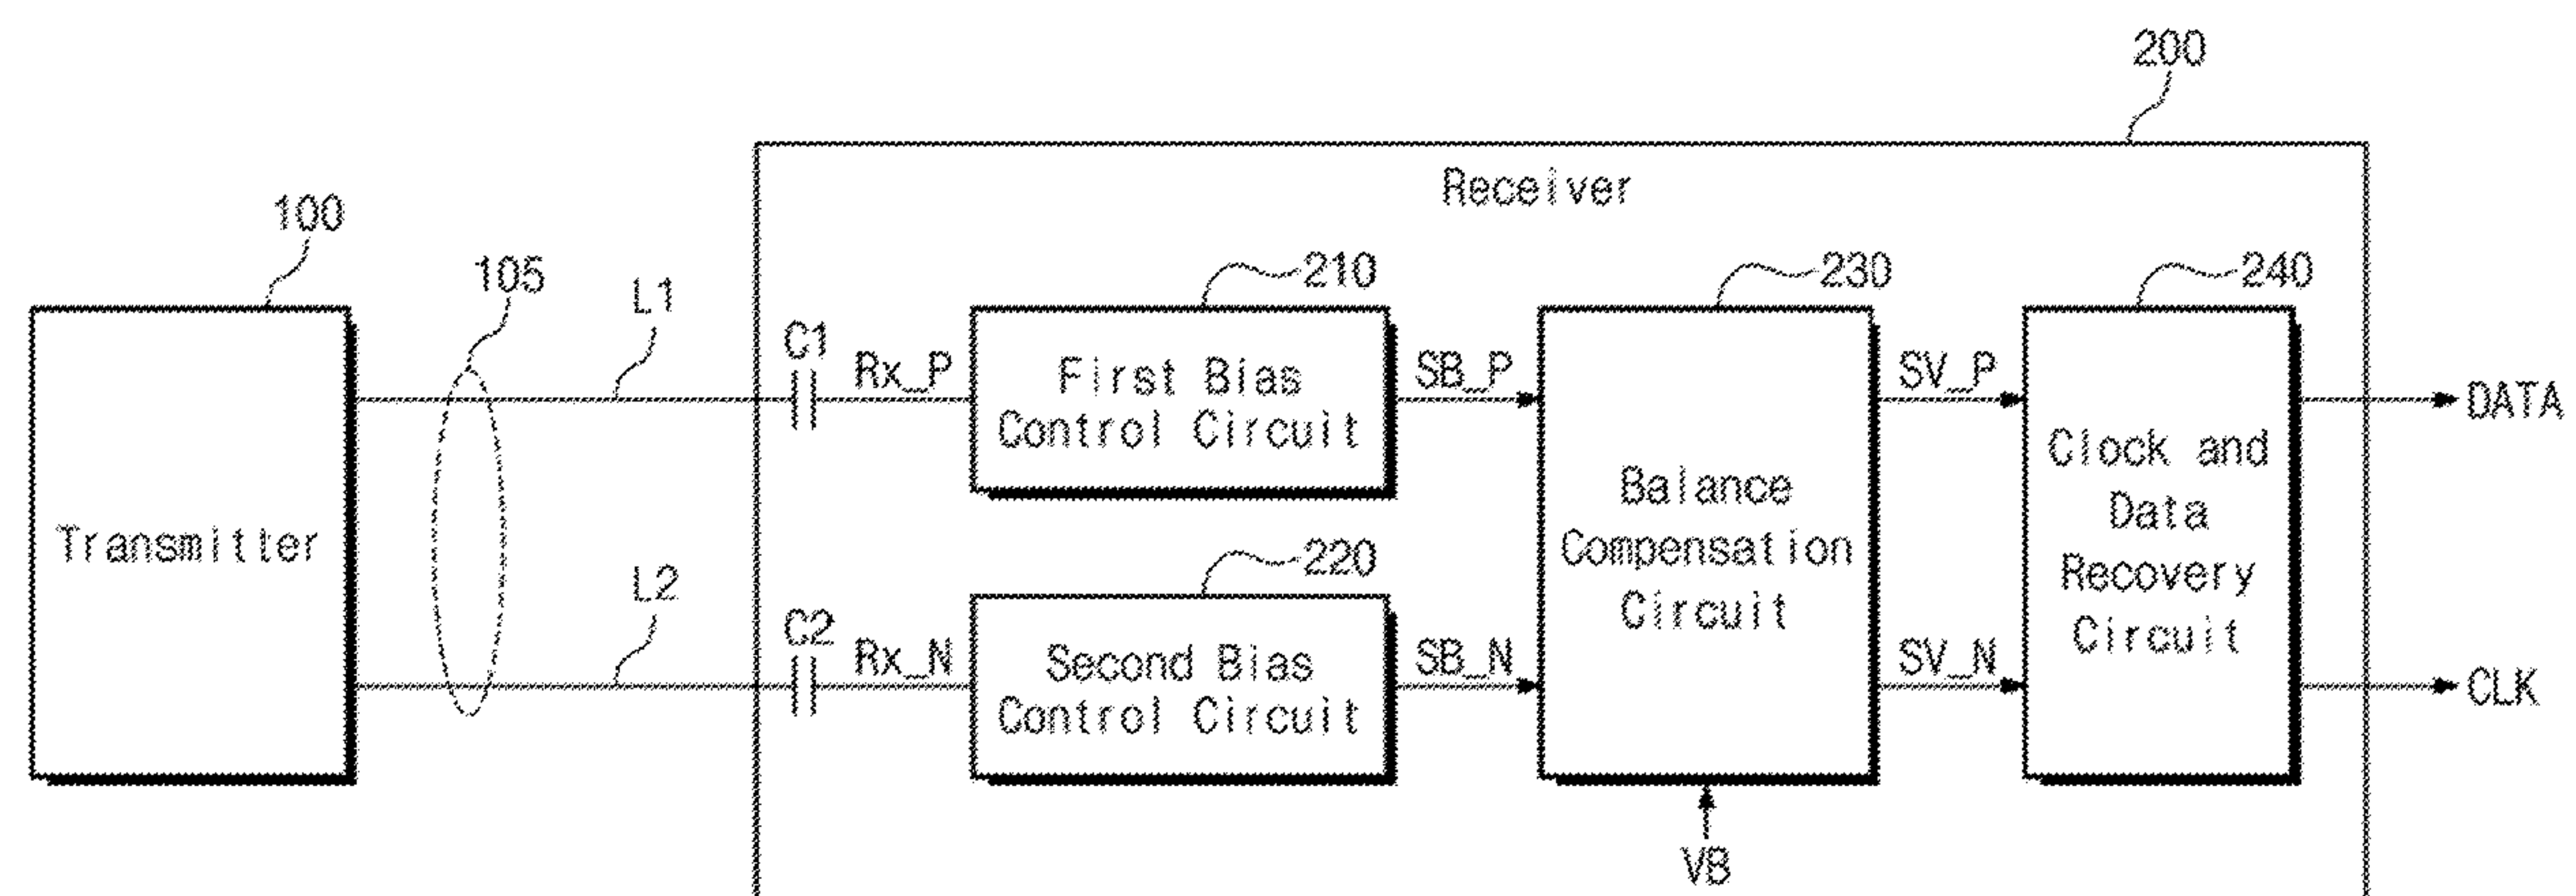 200
Receiver
100
105
L1
210
230
240
C1
Rx_P
First Bias
Control Circuit
SB_P
SV_P
DATA
Transmitter
Balance
Compensation
Circuit
Clock and
Data
Recovery
Circuit
L2
220
C2
Rx_N
Second Bias
Control Circuit
SB_N
SV_N
CLK
VB